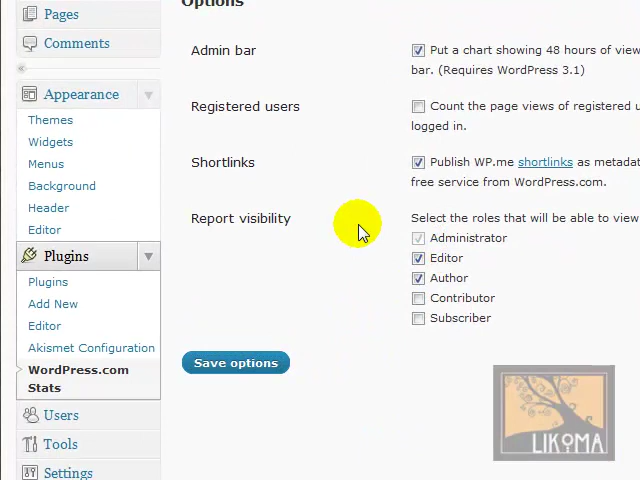 Options
Pages
Comments
Appearance
Themes
Widgets
Menus
Background
Header
Editor
Plugins
Plugins
Add New
Editor
Akismet Configuration
WordPress.com
Stats
Users
Tools
Settings
Admin bar
Put a chart showing 48 hours of view
bar. (Requires WordPress 3.1)
Registered users
Count the page views of registered u
logged in.
Shortlinks
Publish WP.me shortlinks as metada
free service from WordPress.com.
Report visibility
Select the roles that will be able to view
Administrator
Editor
Author
Contributor
Subscriber
Save options
LIKOMA